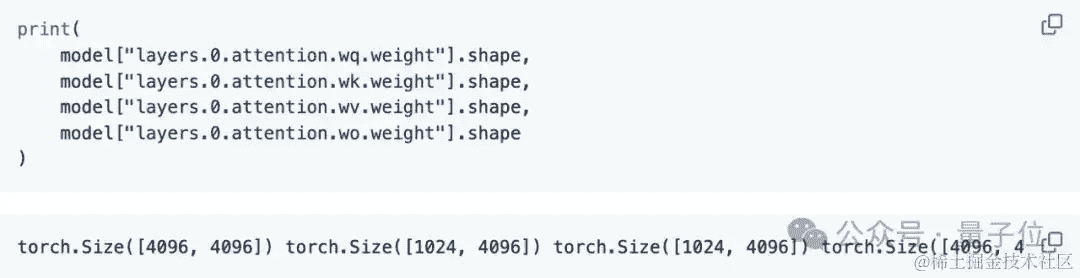 print(
    model["layers.0.attention.wq.weight"].shape,
    model["layers.0.attention.wk.weight"].shape,
    model["layers.0.attention.wv.weight"].shape,
    model["layers.0.attention.wo.weight"].shape
)
torch.Size([4096, 4096]) torch.Size([1024, 4096]) torch.Size([1024, 4096]) torch.Size([4096, 4
公众号 · 量子位
@稀土掘金技术社区